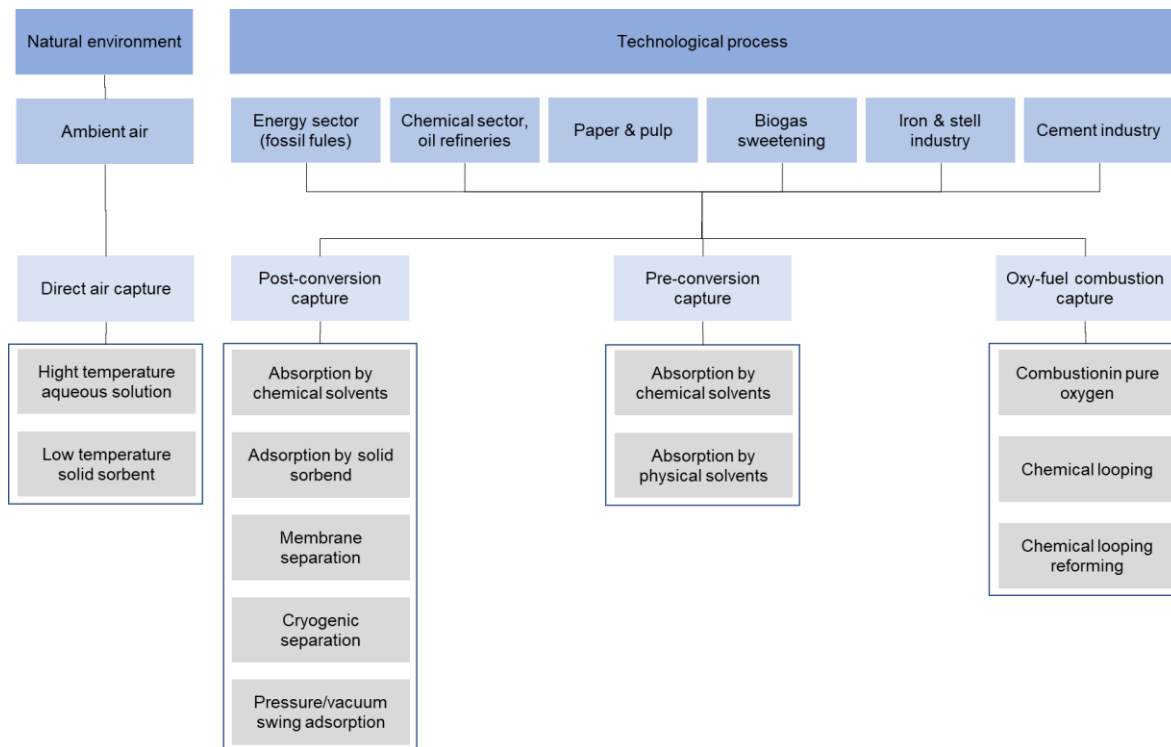 Natural environment
Technological process
Ambient air
Energy sector
(fossil fules)
Chemical sector,
oil refineries
Paper & pulp
Biogas
sweetening
Iron & stell
industry
Cement industry
Direct air capture
Post-conversion
capture
Pre-conversion
capture
Oxy-fuel combustion
capture
Hight temperature
aqueous solution
Low temperature
solid sorbent
Absorption by
chemical solvents
Adsorption by solid
sorbend
Membrane
separation
Cryogenic
separation
Pressure/vacuum
swing adsorption
Absorption by
chemical solvents
Absorption by
physical solvents
Combustionin pure
oxygen
Chemical looping
Chemical looping
reforming